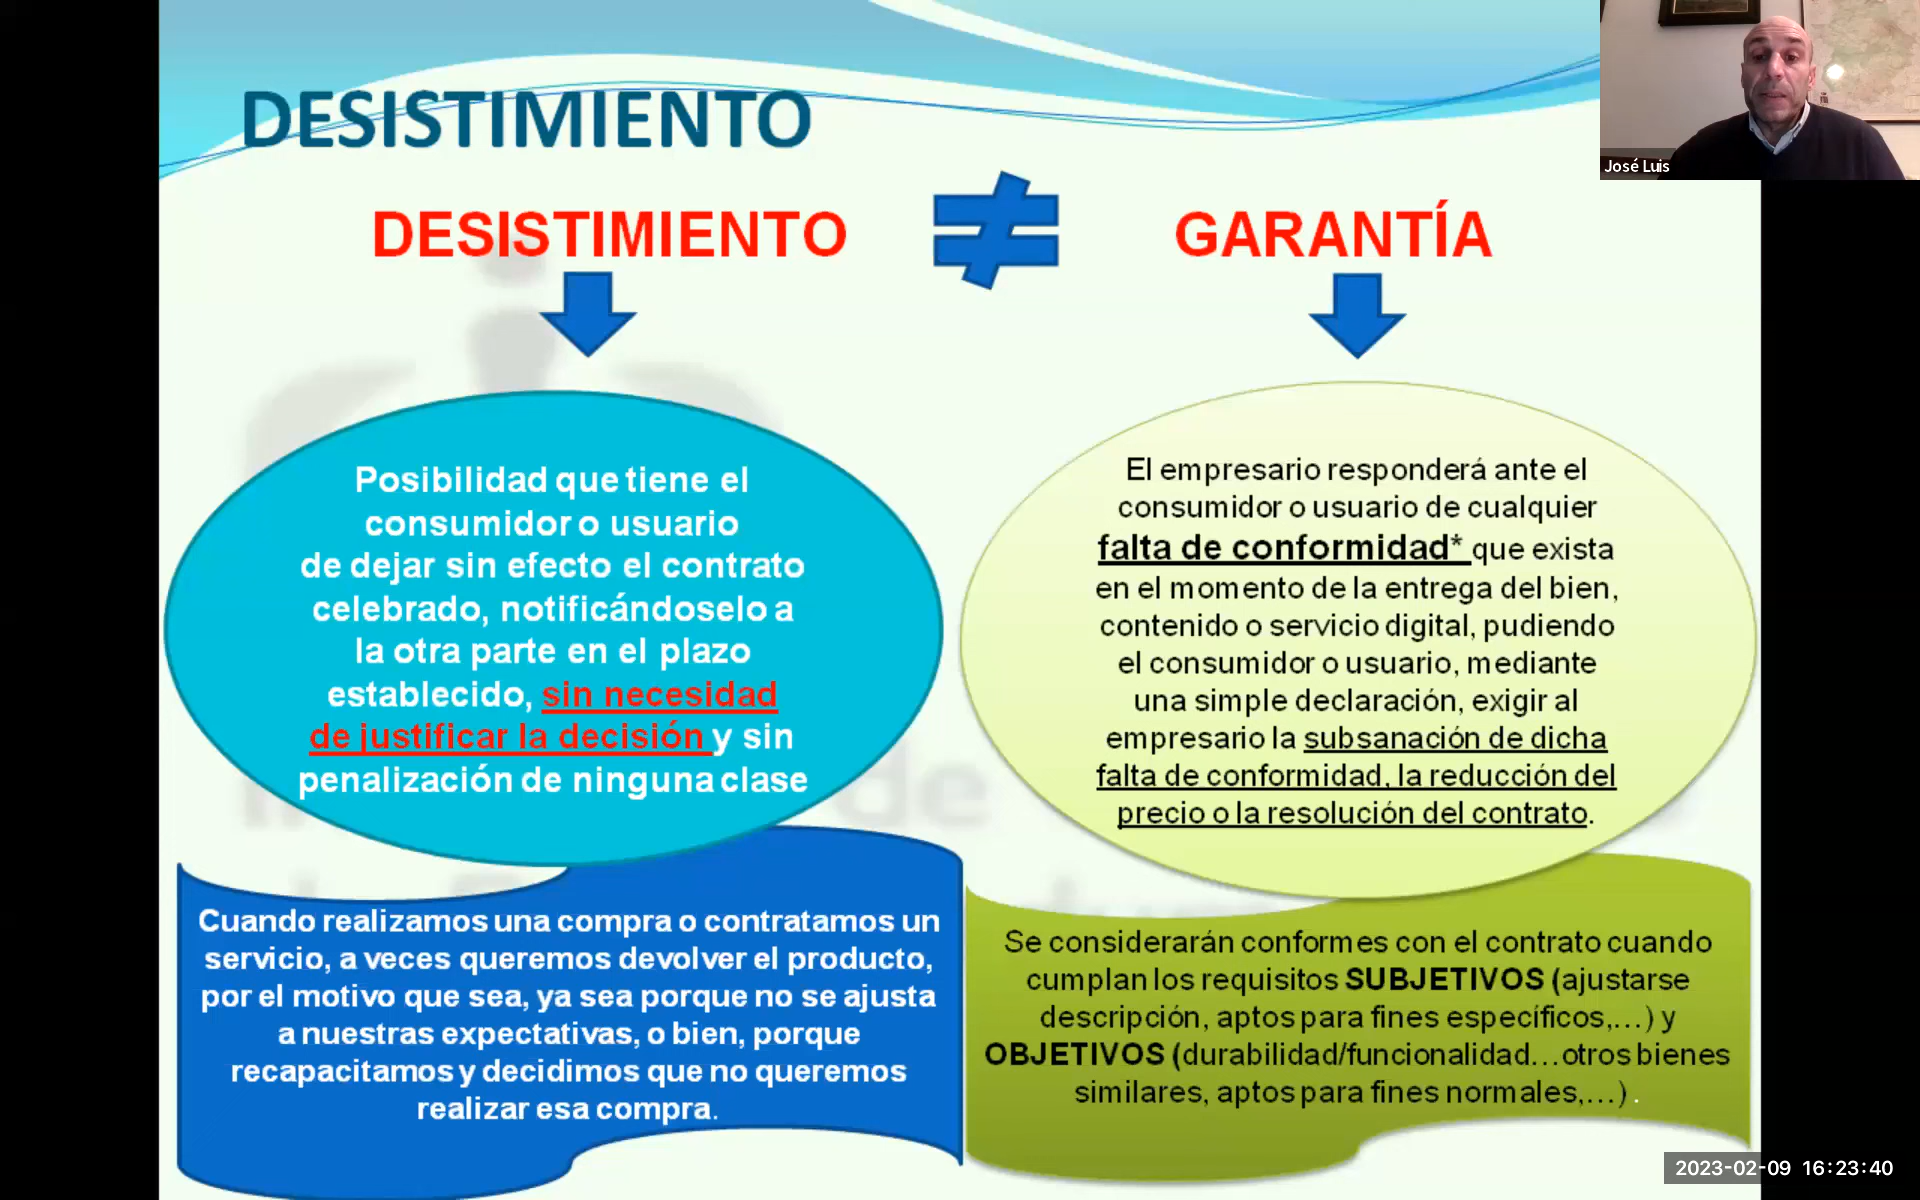 DESISTIMIENTO
José Luis
DESISTIMIENTO
≠
GARANTÍA
Posibilidad que tiene el
consumidor o usuario
de dejar sin efecto el contrato
celebrado, notificándoselo a
la otra parte en el plazo
establecido, sin necesidad
de justificar la decisión y sin
penalización de ninguna clase
El empresario responderá ante el
consumidor o usuario de cualquier
falta de conformidad* que exista
en el momento de la entrega del bien,
contenido o servicio digital, pudiendo
el consumidor o usuario, mediante
una simple declaración, exigir al
empresario la subsanación de dicha
falta de conformidad, la reducción del
precio o la resolución del contrato.
Cuando realizamos una compra o contratamos un
servicio, a veces queremos devolver el producto,
por el motivo que sea, ya sea porque no se ajusta
a nuestras expectativas, o bien, porque
recapacitamos y decidimos que no queremos
realizar esa compra.
Se considerarán conformes con el contrato cuando
cumplan los requisitos SUBJETIVOS (ajustarse
descripción, aptos para fines específicos,...) y
OBJETIVOS (durabilidad/funcionalidad...otros bienes
similares, aptos para fines normales,...) .
2023-02-09 16:23:40